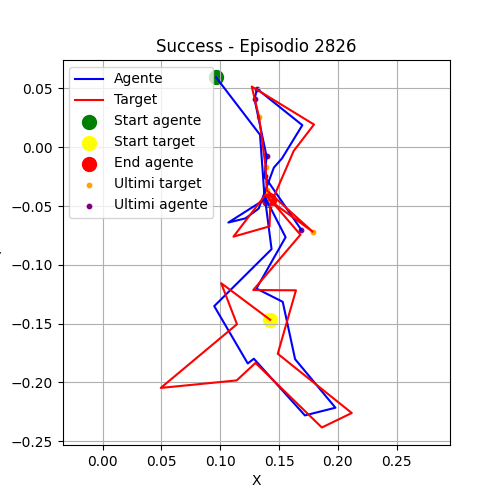 Success - Episodio 2826
Agente
Target
Start agente
Start target
End agente
Ultimi target
Ultimi agente
0.05
0.00
−0.05
−0.10
−0.15
−0.20
−0.25
0.00 0.05 0.10 0.15 0.20 0.25
X